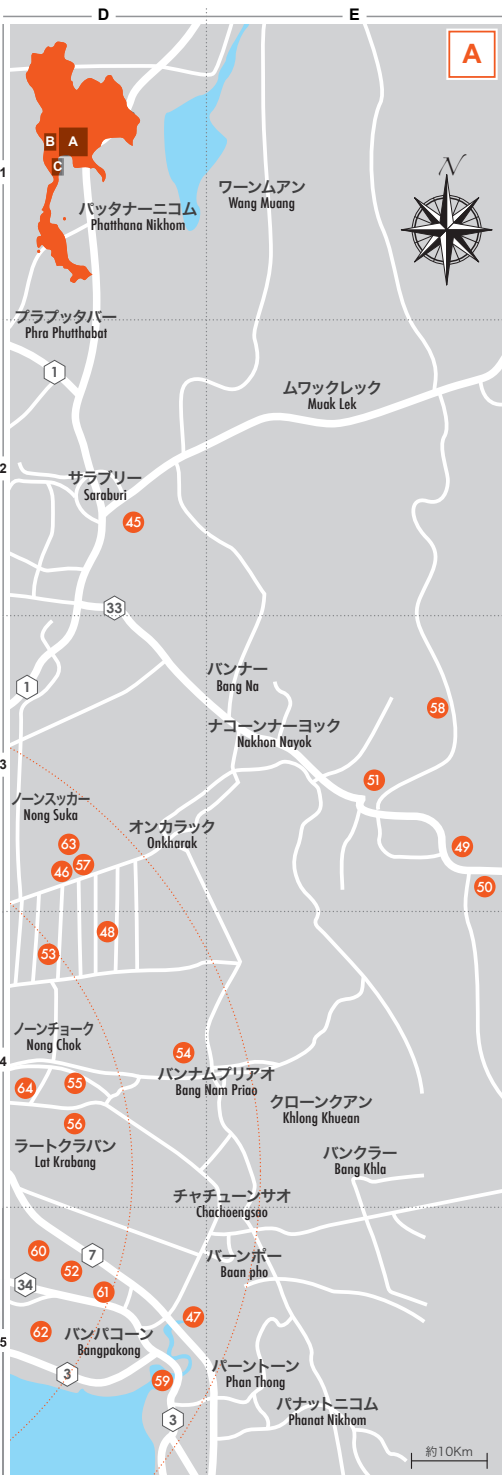 D
E
A
B
A
C
N
1
ワーンムアン
Wang Muang
パッタナーニコム
Phatthana Nikhom
プラプッタバー
Phra Phutthabat
1
ムワックレック
Muak Lek
2
サラブリー
Saraburi
45
33
バンナー
Bang Na
1
58
ナコーンナーヨック
Nakhon Nayok
3
51
ノーンスッカー
Nong Suka
オンカラック
Onkharak
63
49
57
46
50
48
53
ノーンチョーク
Nong Chok
4
54
バンナムプリアオ
Bang Nam Priao
64
55
クローンクアン
Khlong Khuean
56
ラートクラバン
Lat Krabang
バンクラー
Bang Khla
チャチューンサオ
Chachoengsao
60
7
バーンポー
Baan pho
52
34
61
47
62
バンパコーン
Bangpakong
5
パーントーン
Phan Thong
3
59
パナットニコム
Phanat Nikhom
3
約10Km